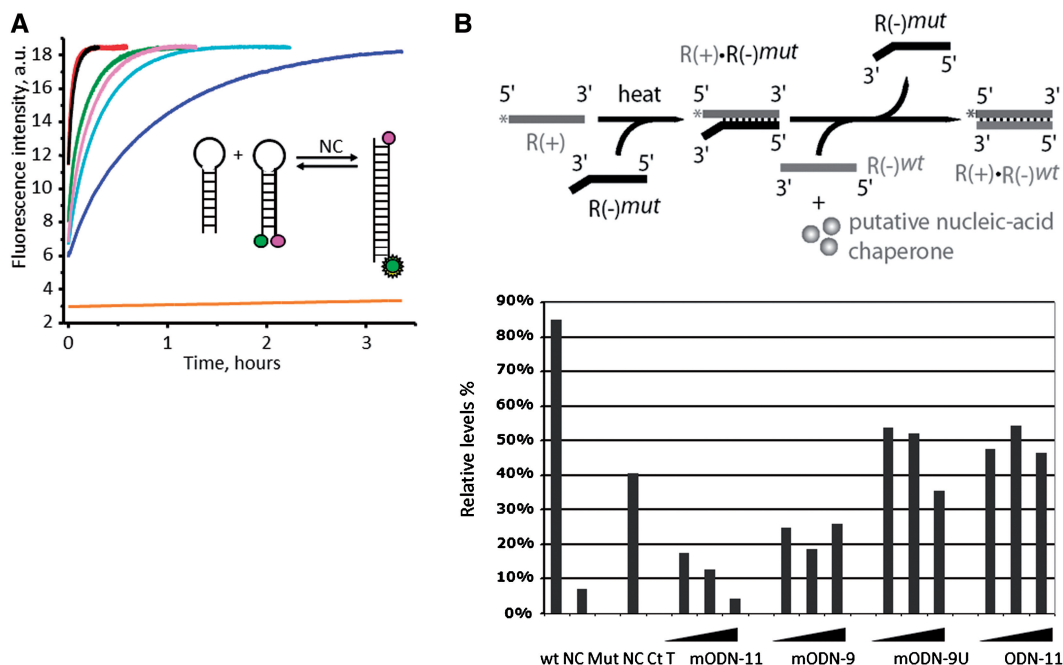 A
Fluorescence intensity, a.u.
18
16
14
12
10
8
6
4
2
0
1
2
3
Time, hours
+
NC
B
5'
3'
*
R(+)
heat
3'
5'
R(-)mut
R(+)•R(-)mut
5'
3'
*
3'
5'
R(-)mut
3'
5'
R(-)wt
3'
5'
+
putative nucleic-acid
chaperone
5'
3'
*
3'
5'
R(+)•R(-)wt
Relative levels %
90%
80%
70%
60%
50%
40%
30%
20%
10%
0%
wt NC Mut NC Ct T mODN-11 mODN-9 mODN-9U ODN-11